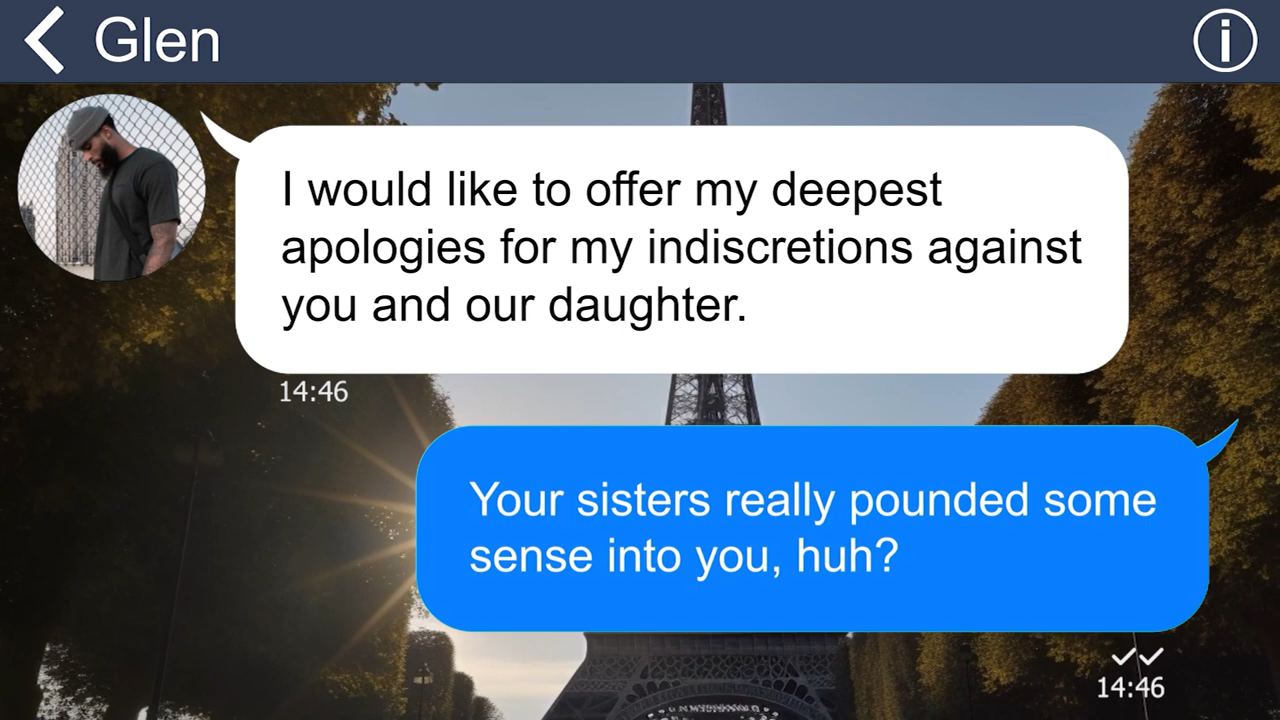 Glen
I would like to offer my deepest
apologies for my indiscretions against
you and our daughter.
14:46
Your sisters really pounded some
sense into you, huh?
14:46